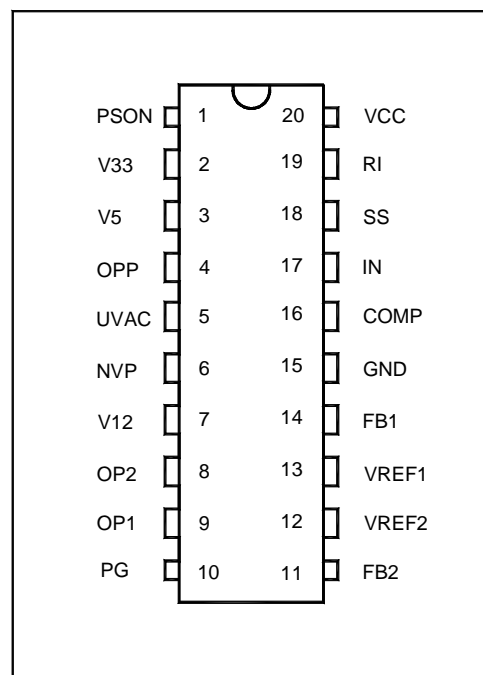 PSON 1 20 VCC
V33 2 19 RI
V5 3 18 SS
OPP 4 17 IN
UVAC 5 16 COMP
NVP 6 15 GND
V12 7 14 FB1
OP2 8 13 VREF1
OP1 9 12 VREF2
PG 10 11 FB2